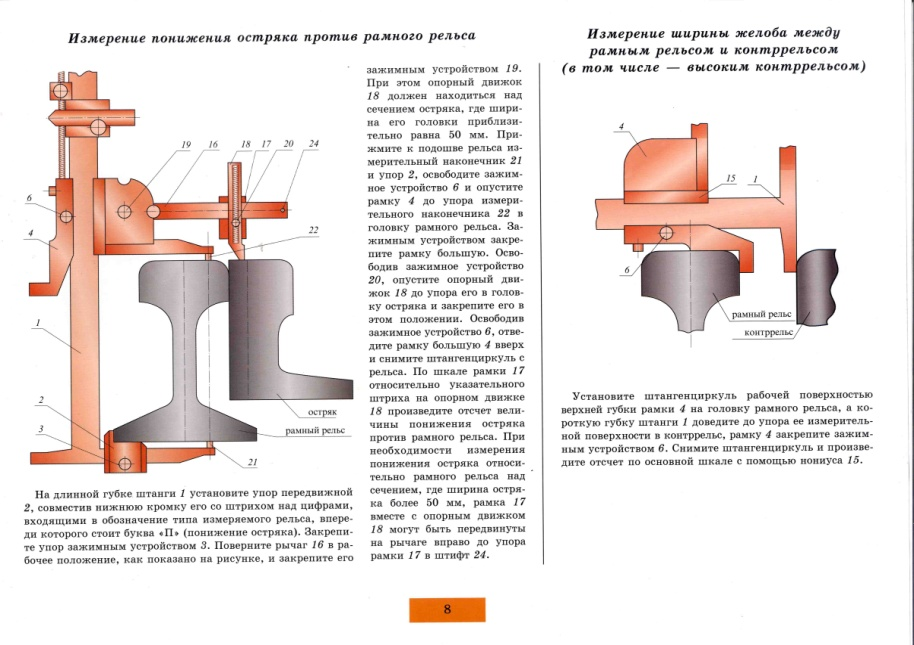 Измерение понижения остряка против рамного рельса
19
16
18
17
20
24
6
4
22
1
2
3
21
остряк
рамный рельс
На длинной губке штанги 1 установите упор передвижной
2, совместив нижнюю кромку его со штрихом над цифрами,
входящими в обозначение типа измеряемого рельса, впере-
ди которого стоит буква «П» (понижение остряка). Закрепи-
те упор зажимным устройством 3. Поверните рычаг 16 в ра-
бочее положение, как показано на рисунке, и закрепите его
зажимным устройством 19.
При этом опорный движок
18 должен находиться над
сечением остряка, где шири-
на его головки приблизи-
тельно равна 50 мм. При-
жмите к подошве рельса из-
мерительный наконечник 21
и упор 2, освободите зажим-
ное устройство 6 и опустите
рамку 4 до упора измери-
тельного наконечника 22 в
головку рамного рельса. За-
жимным устройством закре-
пите рамку большую. Осво-
бодив зажимное устройство
20, опустите опорный дви-
жок 18 до упора его в голов-
ку остряка и закрепите его в
этом положении. Освободив
зажимное устройство 6, отве-
дите рамку большую 4 вверх
и снимите штангенциркуль с
рельса. По шкале рамки 17
относительно указательного
штриха на опорном движке
18 произведите отсчет вели-
чины понижения остряка
против рамного рельса. При
необходимости измерения
понижения остряка относи-
тельно рамного рельса над
сечением, где ширина остря-
ка более 50 мм, рамка 17
вместе с опорным движком
18 могут быть передвинуты
на рычаге вправо до упора
рамки 17 в штифт 24.
Измерение ширины желоба между
рамным рельсом и контррельсом
(в том числе — высоким контррельсом)
4
15
1
6
рамный рельс
контррельс
Установите штангенциркуль рабочей поверхностью
верхней губки рамки 4 на головку рамного рельса, а ко-
роткую губку штанги 1 доведите до упора ее измеритель-
ной поверхности в контррельс, рамку 4 закрепите зажим-
ным устройством 6. Снимите штангенциркуль и произве-
дите отсчет по основной шкале с помощью нониуса 15.
8